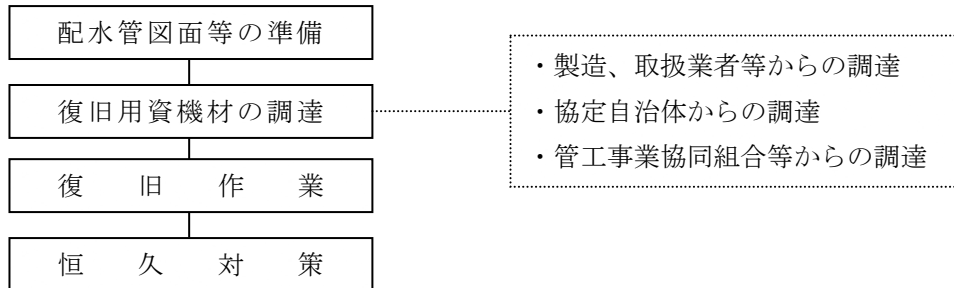 配水管図面等の準備
復旧用資機材の調達
復旧作業
恒久対策
・製造、取扱業者等からの調達
・協定自治体からの調達
・管工事業協同組合等からの調達